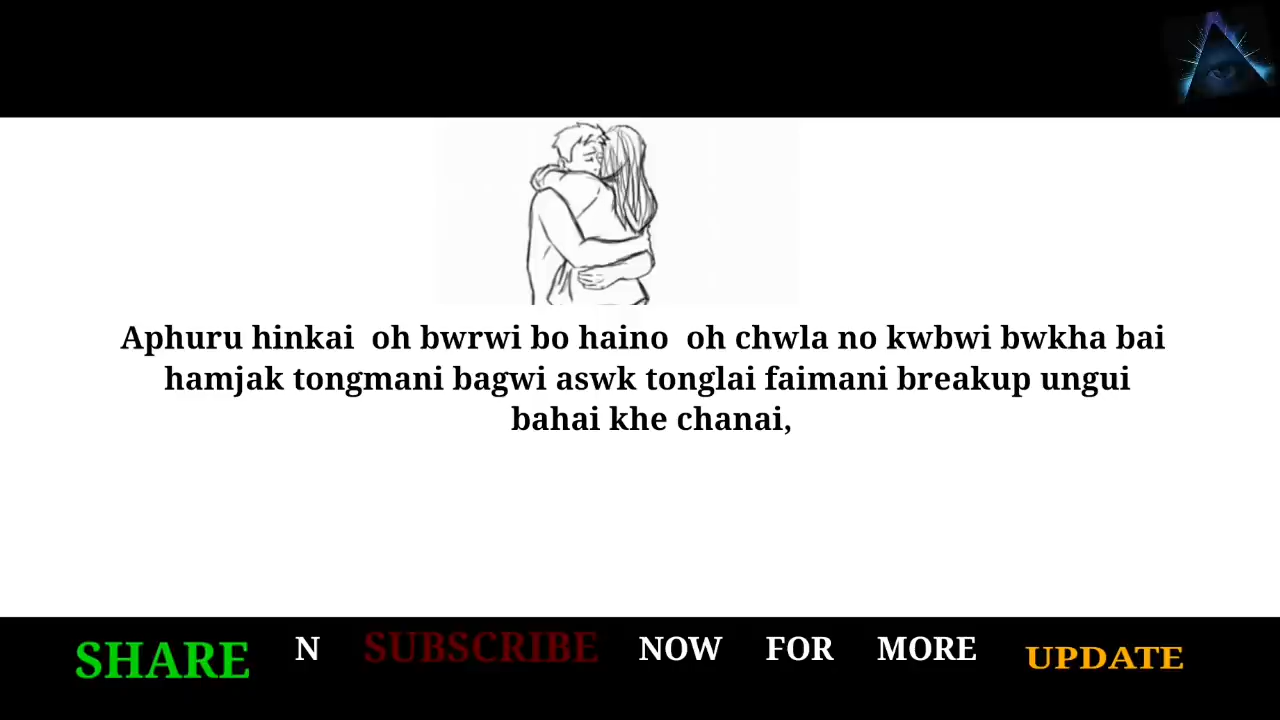 Aphuru hinkai oh bwrwi bo haino oh chwla no kwbwi bwkha bai
hamjak tongmani bagwi aswk tonglai faimani breakup ungui
bahai khe chanai,
SHARE N SUBSCRIBE NOW FOR MORE UPDATE